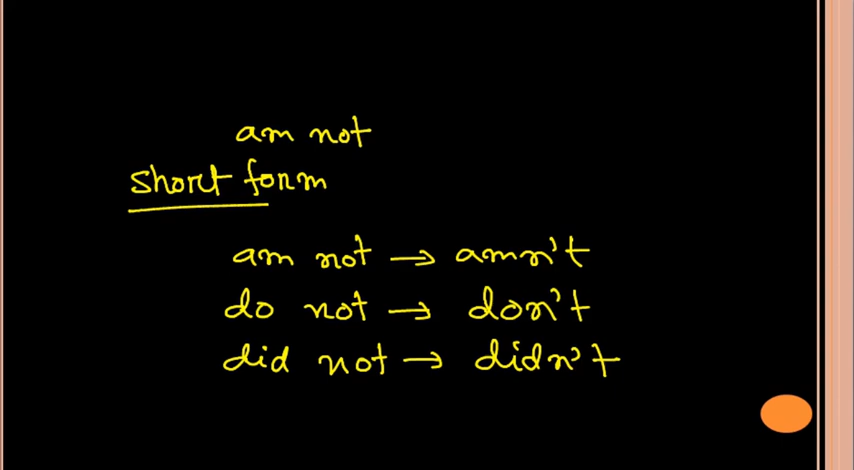 am not
short form
am not → amn't
do not → don't
did not → didn't